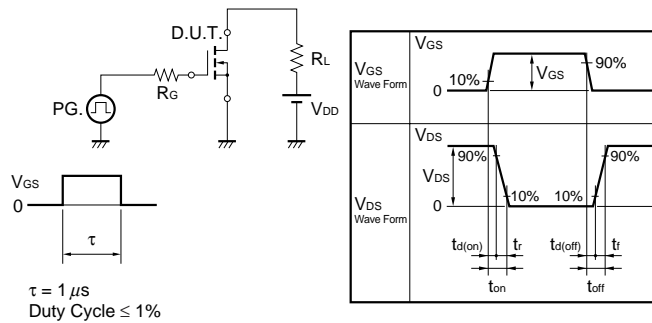 D.U.T.
RL
RG
PG.
VDD
VGS
0
τ
τ = 1 μs
Duty Cycle ≤ 1%
VGS
Wave Form
VGS
10%
VGS
90%
0
VDS
Wave Form
VDS
90%
90%
VDS
10%
10%
0
td(on)
tr
td(off)
tf
ton
toff